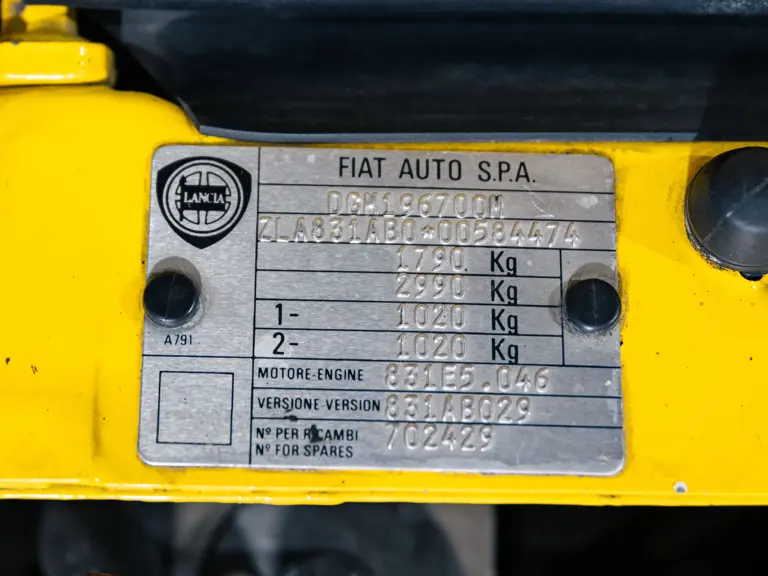 LANCIA
FIAT AUTO S.P.A.
DGM196700M
ZLA831AB0*00584474
1790 Kg
2990 Kg
1- 1020 Kg
2- 1020 Kg
A791
MOTORE-ENGINE 831E5.046
VERSIONE-VERSION 831AB029
Nº PER RICAMBI 702429
Nº FOR SPARES